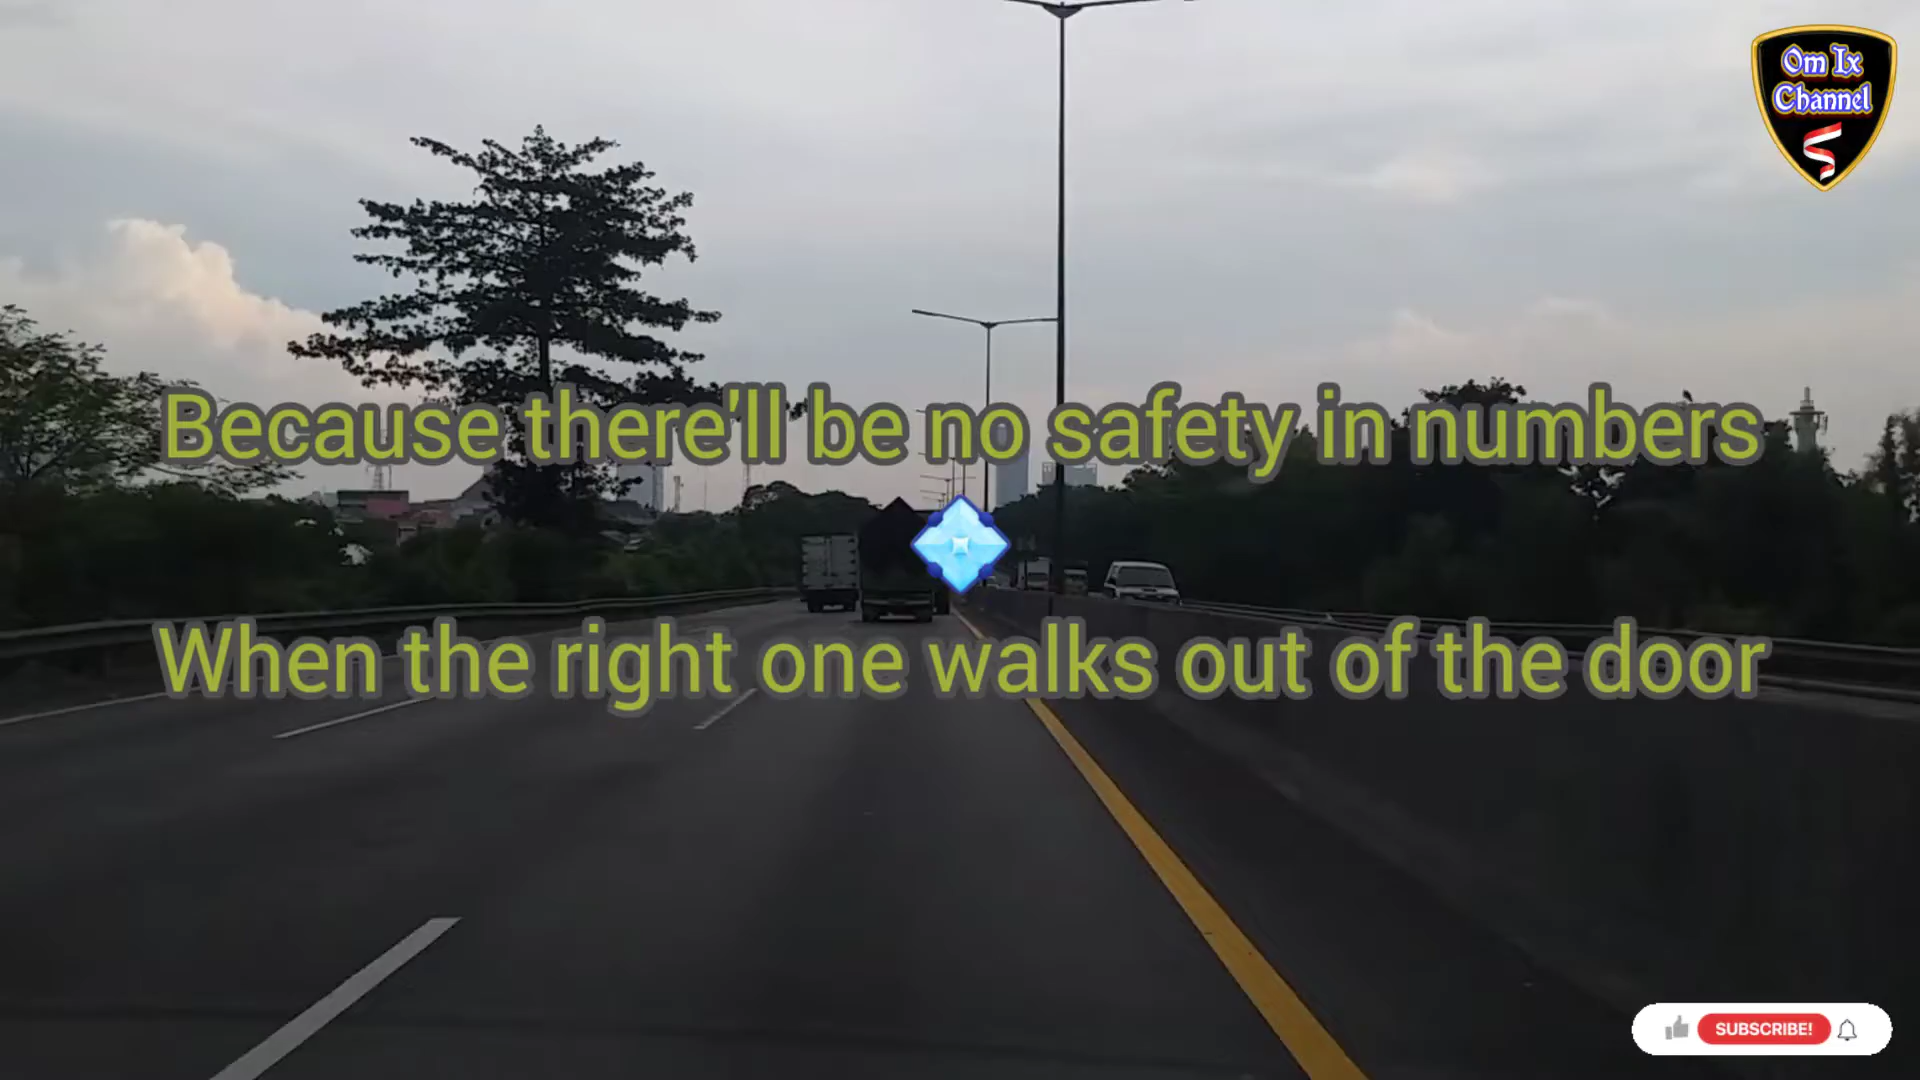 Om Ix
Channel
Because there'll be no safety in numbers
When the right one walks out of the door
SUBSCRIBE!